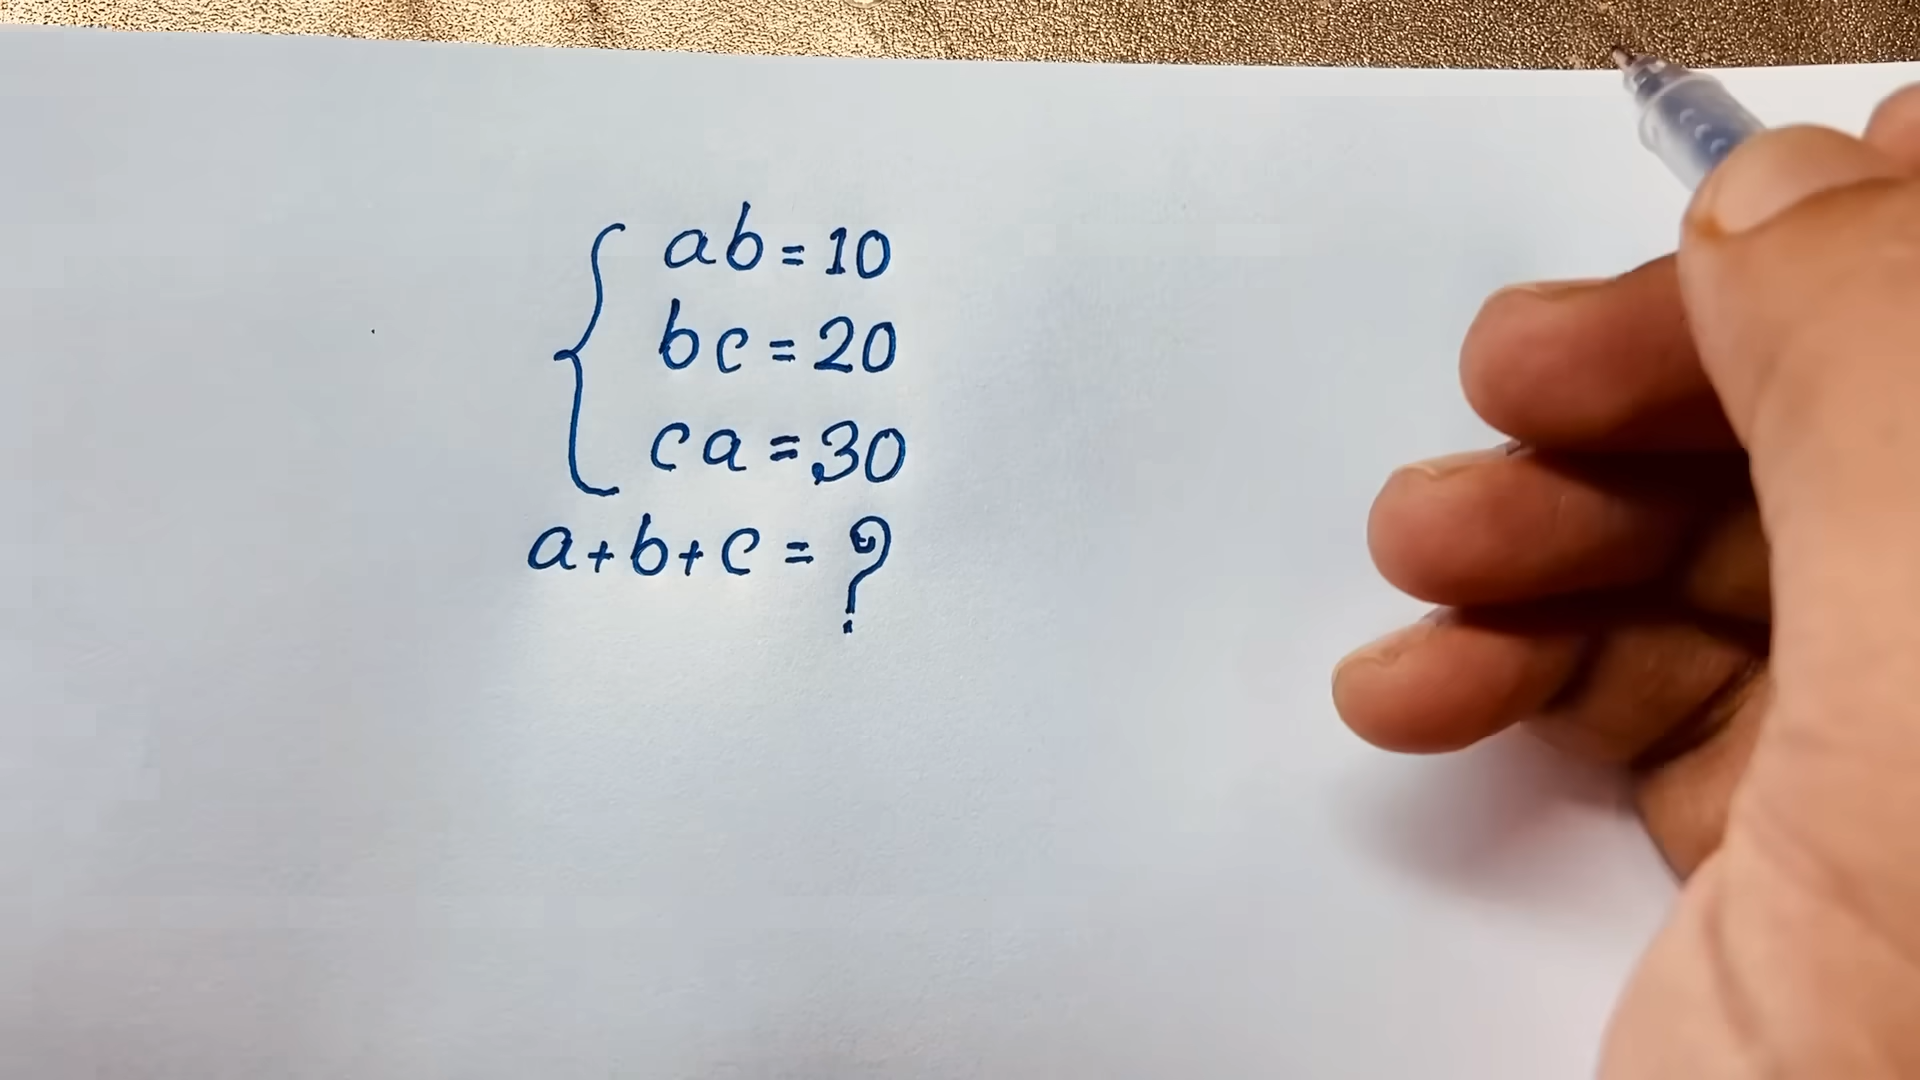 ab = 10
bc = 20
ca = 30
a+b+c = ?